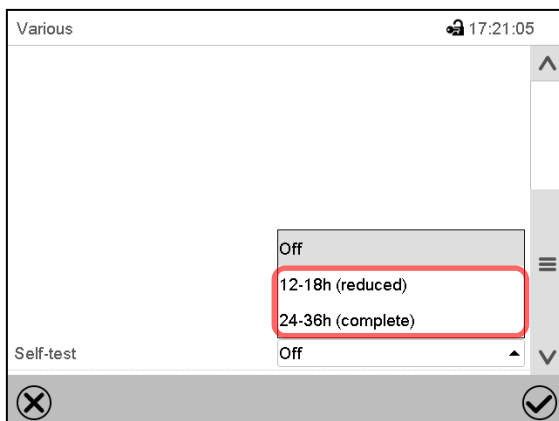 Various 17:21:05
Off
12-18h (reduced)
24-36h (complete)
Self-test Off